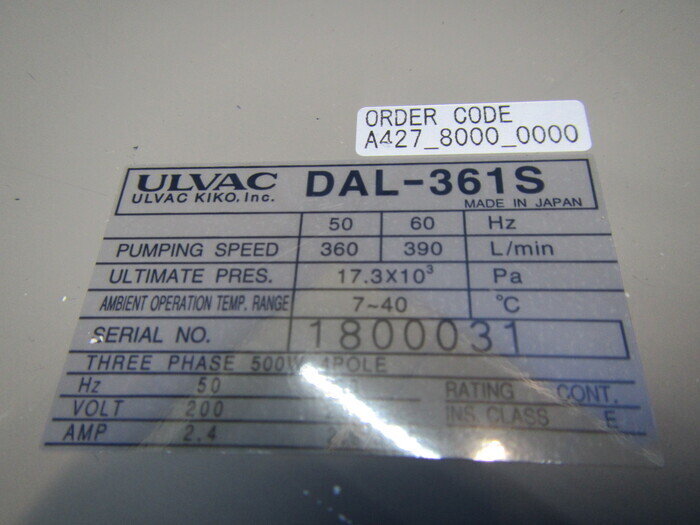 ORDER CODE
A427_8000_0000
ULVAC DAL-361S
ULVAC KIKO, Inc. MADE IN JAPAN
50 60 Hz
PUMPING SPEED 360 390 L/min
ULTIMATE PRES. 17.3X10³ Pa
AMBIENT OPERATION TEMP. RANGE 7~40 °C
SERIAL NO. 1800031
THREE PHASE 500W 4POLE
Hz 50 RATING CONT.
VOLT 200 INS. CLASS E
AMP 2.4